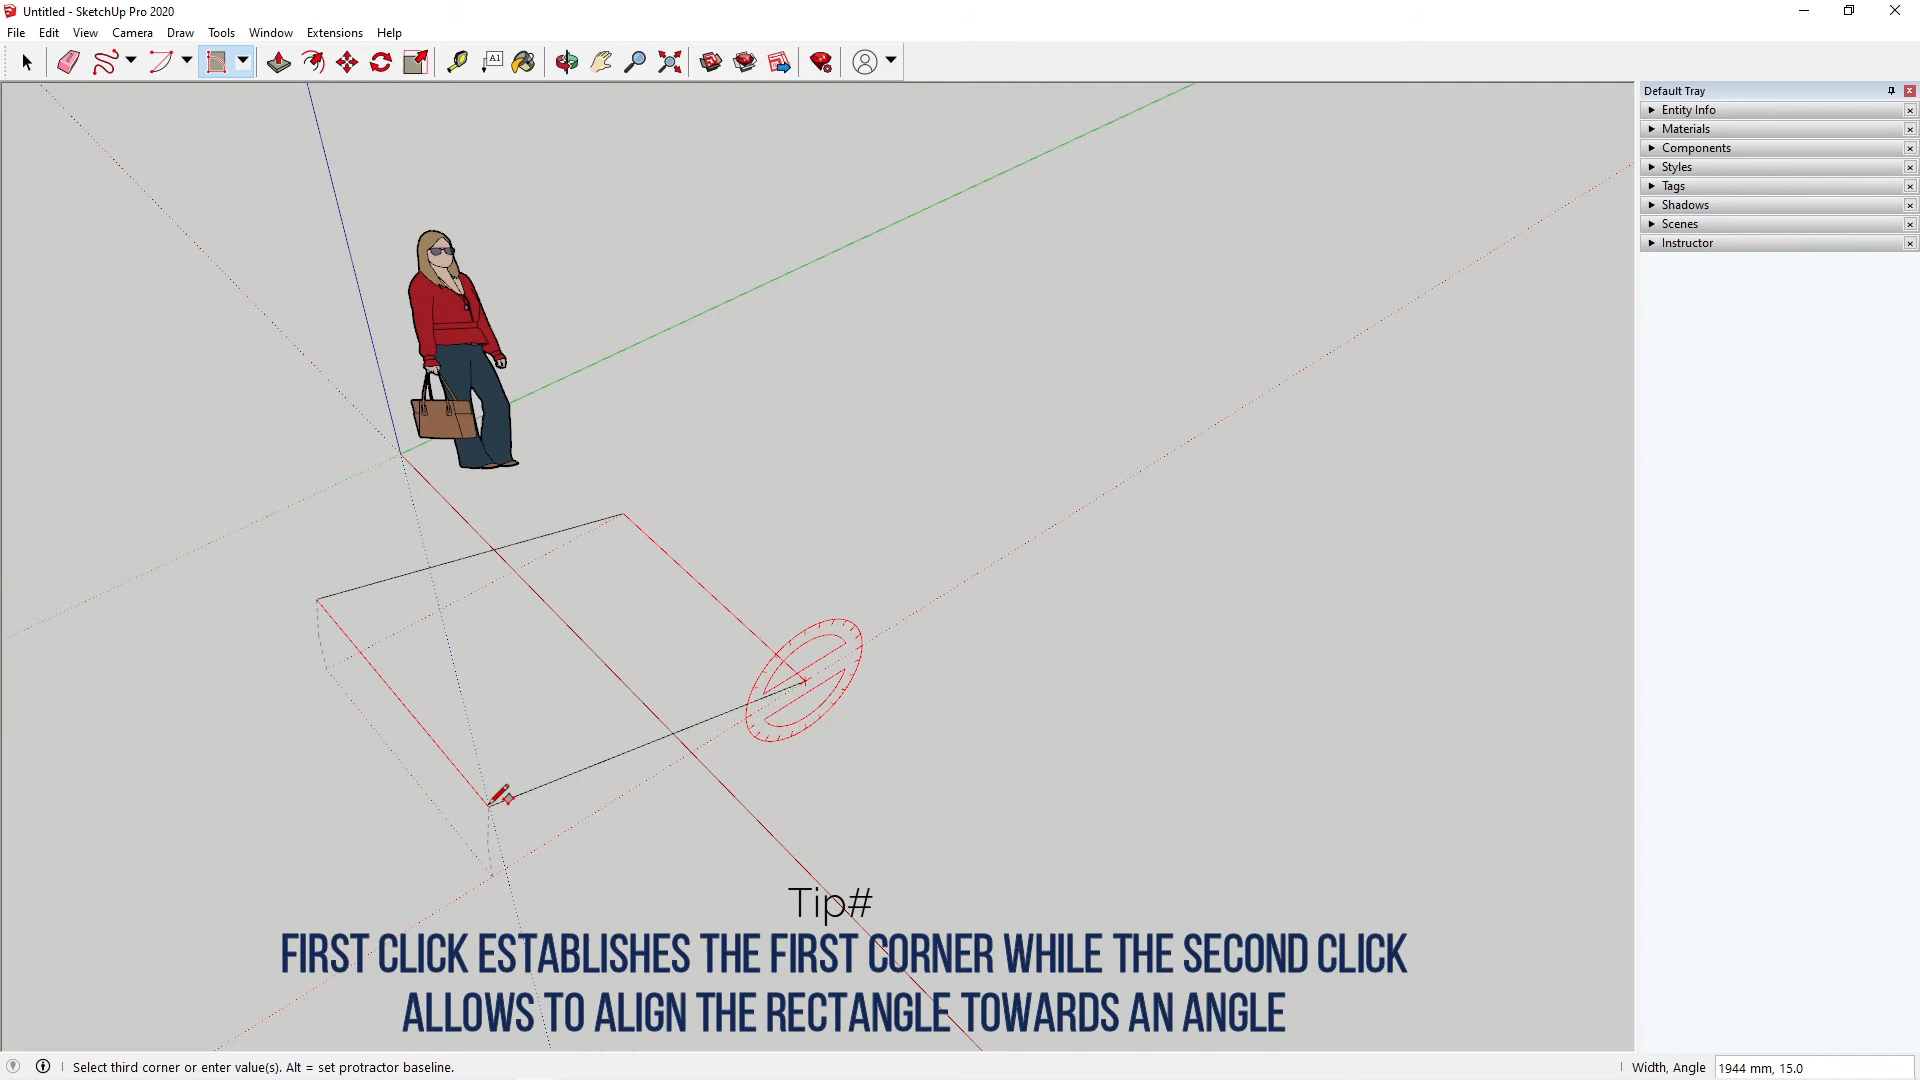 Untitled - SketchUp Pro 2020
File Edit View Camera Draw Tools Window Extensions Help
A1
Default Tray
Entity Info
Materials
Components
Styles
Tags
Shadows
Scenes
Instructor
Tip#
FIRST CLICK ESTABLISHES THE FIRST CORNER WHILE THE SECOND CLICK
ALLOWS TO ALIGN THE RECTANGLE TOWARDS AN ANGLE
Select third corner or enter value(s). Alt = set protractor baseline.
Width, Angle 1944 mm, 15.0